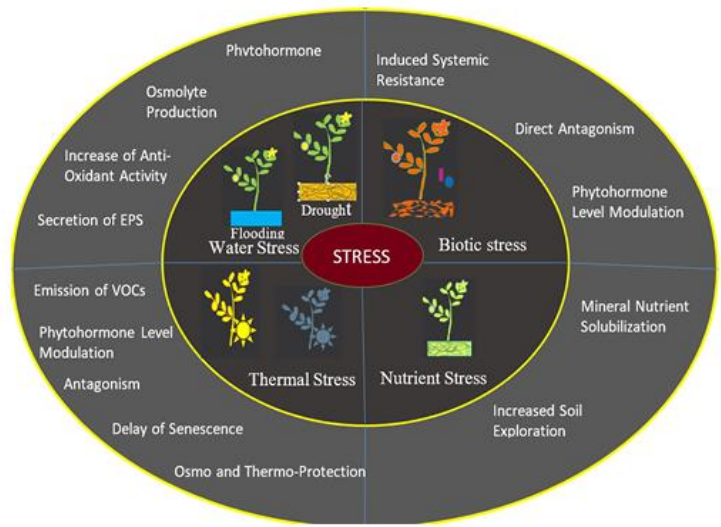 Phytohormone
Osmolyte
Production
Increase of Anti-
Oxidant Activity
Secretion of EPS
Induced Systemic
Resistance
Direct Antagonism
Phytohormone
Level Modulation
Flooding
Drought
Water Stress
Biotic stress
STRESS
Thermal Stress
Nutrient Stress
Emission of VOCs
Phytohormone Level
Modulation
Antagonism
Delay of Senescence
Osmo and Thermo-Protection
Mineral Nutrient
Solubilization
Increased Soil
Exploration